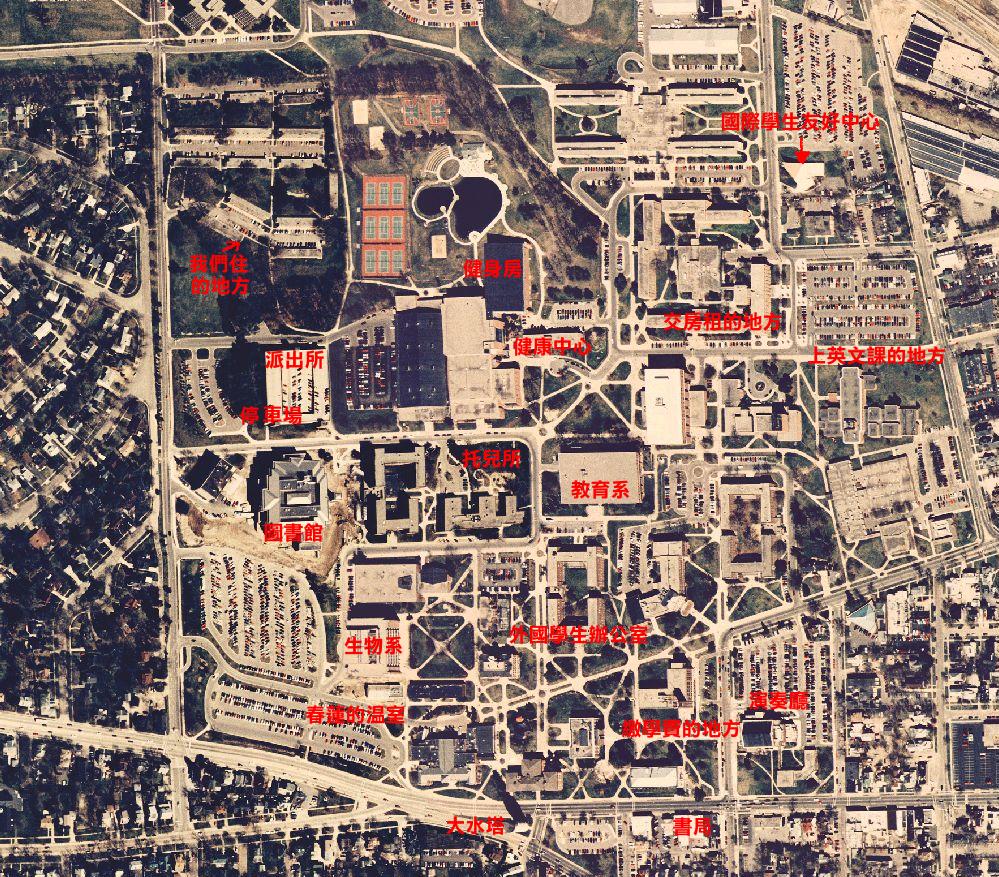 國際學生友好中心
我們住
的地方
健身房
交房租的地方
健康中心
上英文課的地方
派出所
停車場
托兒所
教育系
圖書館
外國學生辦公室
生物系
演奏廳
春蓮的温室
繳學費的地方
大水塔
書局